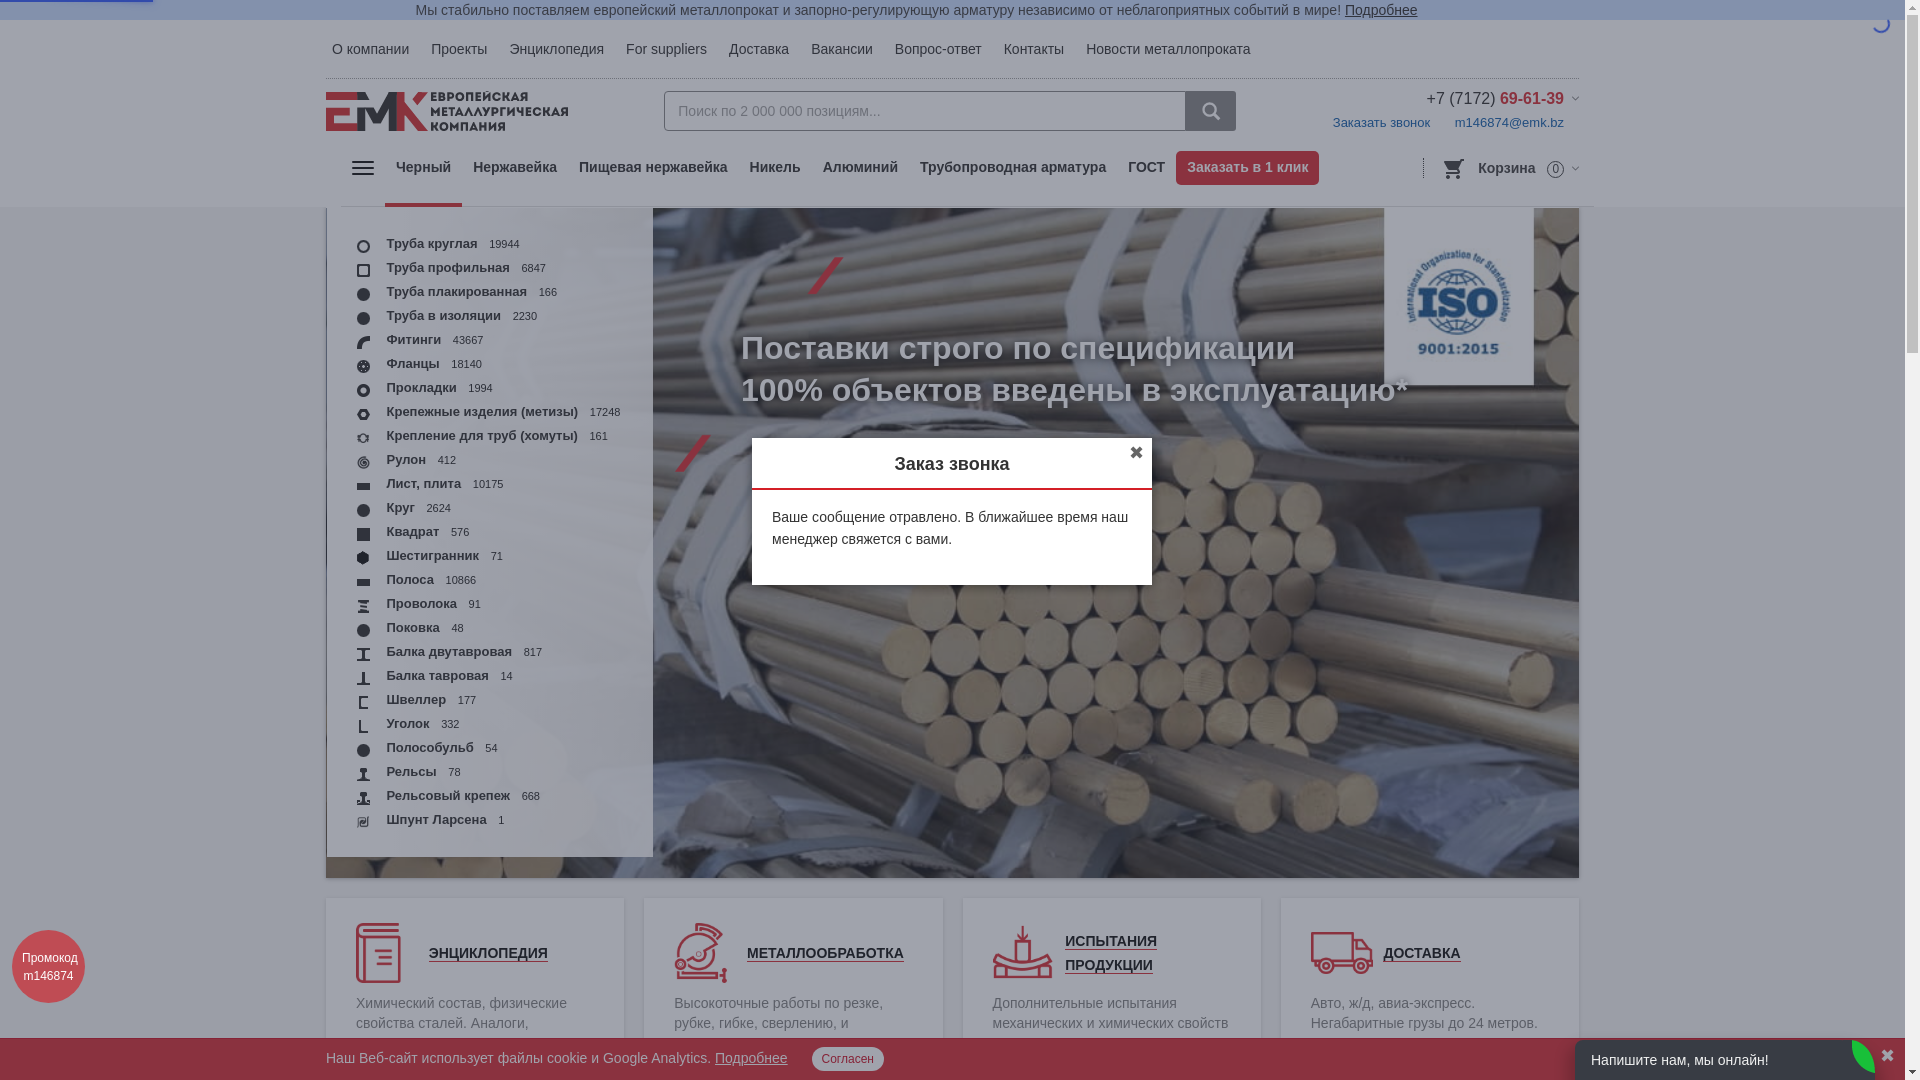 Мы стабильно поставляем европейский металлопрокат и запорно-регулирующую арматуру независимо от неблагоприятных событий в мире! Подробнее
О компании Проекты Энциклопедия For suppliers Доставка Вакансии Вопрос-ответ Контакты Новости металлопроката
ЕМК ЕВРОПЕЙСКАЯ
МЕТАЛЛУРГИЧЕСКАЯ
КОМПАНИЯ
Поиск по 2 000 000 позициям...
+7 (7172) 69-61-39
Заказать звонок m146874@emk.bz
Черный Нержавейка Пищевая нержавейка Никель Алюминий Трубопроводная арматура ГОСТ Заказать в 1 клик
Корзина 0
Труба круглая 19944
Труба профильная 6847
Труба плакированная 166
Труба в изоляции 2230
Фитинги 43667
Фланцы 18140
Прокладки 1994
Крепежные изделия (метизы) 17248
Крепление для труб (хомуты) 161
Рулон 412
Лист, плита 10175
Круг 2624
Квадрат 576
Шестигранник 71
Полоса 10866
Проволока 91
Поковка 48
Балка двутавровая 817
Балка тавровая 14
Швеллер 177
Уголок 332
Полособульб 54
Рельсы 78
Рельсовый крепеж 668
Шпунт Ларсена 1
Поставки строго по спецификации
100% объектов введены в эксплуатацию*
International Organization for Standardization
ISO
9001:2015
Заказ звонка
Ваше сообщение отравлено. В ближайшее время наш
менеджер свяжется с вами.
ЭНЦИКЛОПЕДИЯ
Химический состав, физические
свойства сталей. Аналоги,
МЕТАЛЛООБРАБОТКА
Высокоточные работы по резке,
рубке, гибке, сверлению, и
ИСПЫТАНИЯ
ПРОДУКЦИИ
Дополнительные испытания
механических и химических свойств
ДОСТАВКА
Авто, ж/д, авиа-экспресс.
Негабаритные грузы до 24 метров.
Промокод
m146874
Наш Веб-сайт использует файлы cookie и Google Analytics. Подробнее Согласен
Напишите нам, мы онлайн!